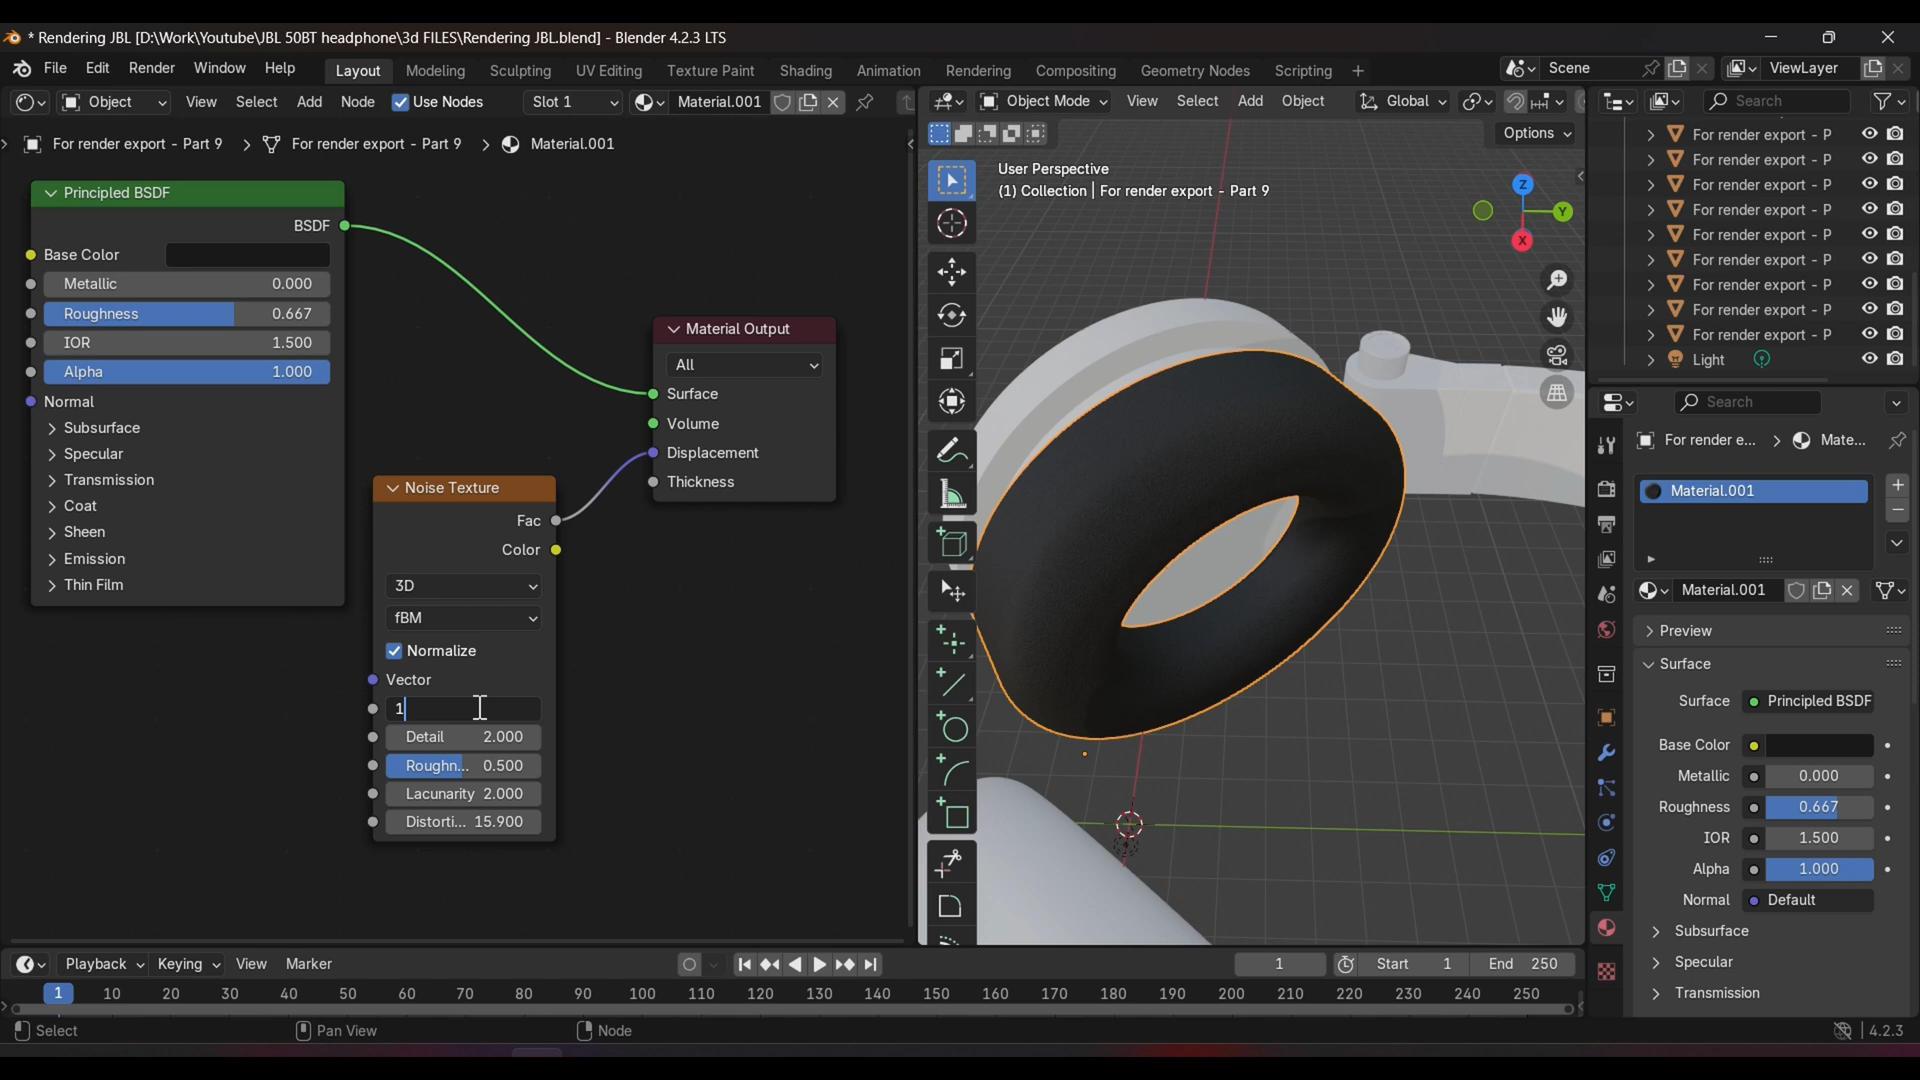 * Rendering JBL [D:\Work\Youtube\JBL 50BT headphone\3d FILES\Rendering JBL.blend] - Blender 4.2.3 LTS
File Edit Render Window Help Layout Modeling Sculpting UV Editing Texture Paint Shading Animation Rendering Compositing Geometry Nodes Scripting + Scene ViewLayer
Object View Select Add Node Use Nodes Slot 1 Material.001
Object Mode View Select Add Object Global Search
Options
For render export - Part 9 For render export - Part 9 Material.001
User Perspective
(1) Collection | For render export - Part 9
Z
Y
X
Principled BSDF
BSDF
Base Color
Metallic 0.000
Roughness 0.667
IOR 1.500
Alpha 1.000
Normal
Subsurface
Specular
Transmission
Coat
Sheen
Emission
Thin Film
Material Output
All
Surface
Volume
Displacement
Thickness
Noise Texture
Fac
Color
3D
fBM
Normalize
Vector
1
Detail 2.000
Roughn... 0.500
Lacunarity 2.000
Distorti... 15.900
For render export - P
For render export - P
For render export - P
For render export - P
For render export - P
For render export - P
For render export - P
For render export - P
For render export - P
Light
Search
For render e... Mate...
Material.001
Material.001
Preview
Surface
Surface Principled BSDF
Base Color
Metallic 0.000
Roughness 0.667
IOR 1.500
Alpha 1.000
Normal Default
Subsurface
Specular
Transmission
Playback Keying View Marker 1 Start 1 End 250
1 10 20 30 40 50 60 70 80 90 100 110 120 130 140 150 160 170 180 190 200 210 220 230 240 250
Select Pan View Node 4.2.3